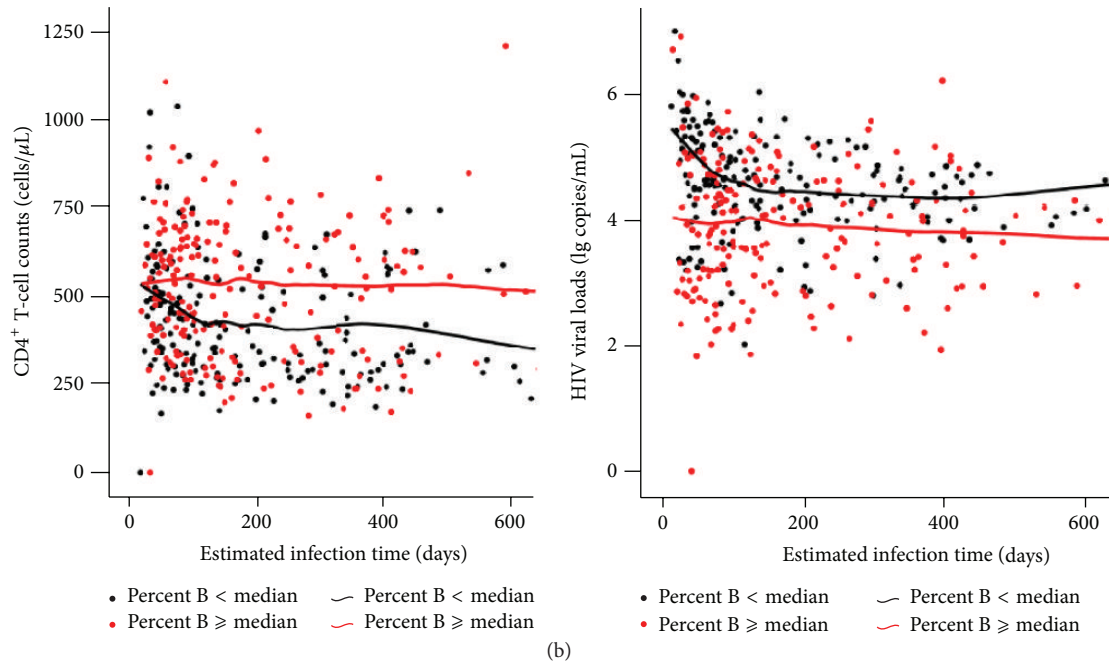 1250
1000
750
500
250
0
CD4+ T-cell counts (cells/μL)
0 200 400 600
Estimated infection time (days)
Percent B < median Percent B < median
Percent B ⩾ median Percent B ⩾ median
6
4
2
0
HIV viral loads (lg copies/mL)
0 200 400 600
Estimated infection time (days)
Percent B < median Percent B < median
Percent B ⩾ median Percent B ⩾ median
(b)